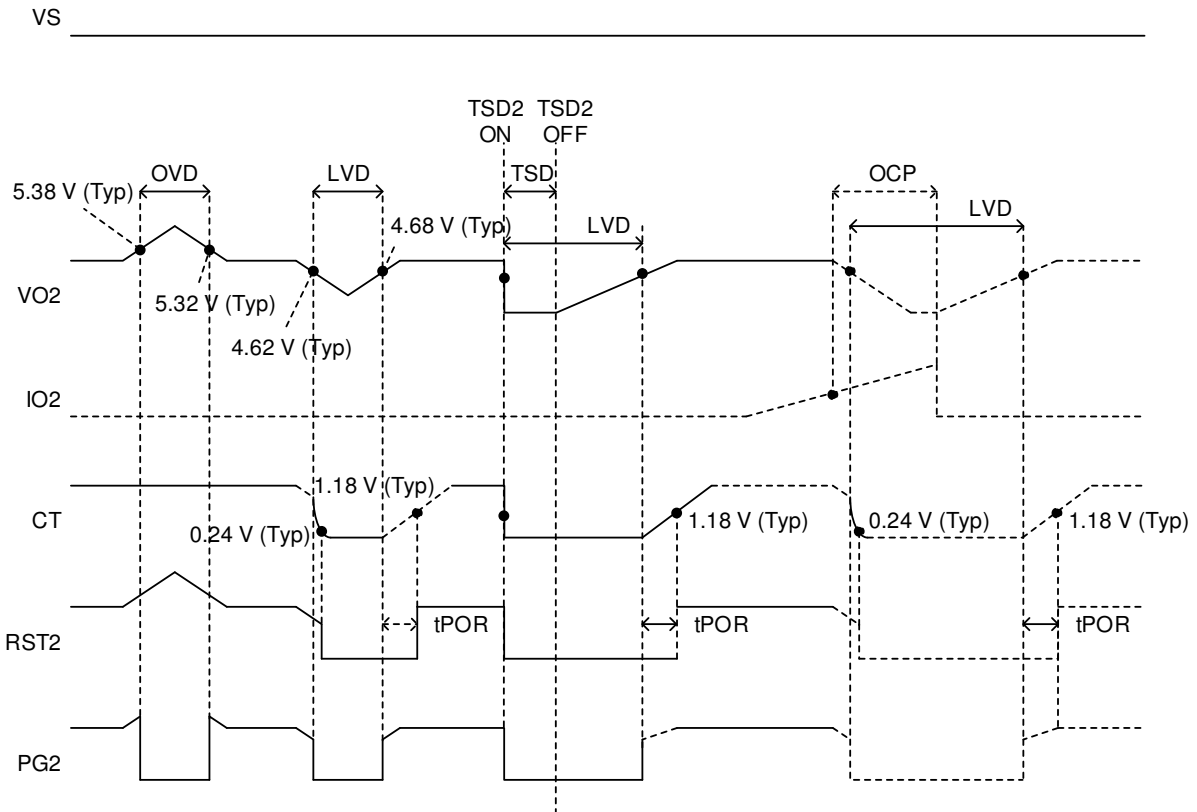 VS
TSD2 TSD2
ON OFF
OVD LVD TSD OCP
5.38 V (Typ)
4.68 V (Typ) LVD LVD
VO2
5.32 V (Typ)
4.62 V (Typ)
IO2
1.18 V (Typ)
CT
0.24 V (Typ) 1.18 V (Typ) 0.24 V (Typ) 1.18 V (Typ)
RST2
tPOR tPOR tPOR
PG2